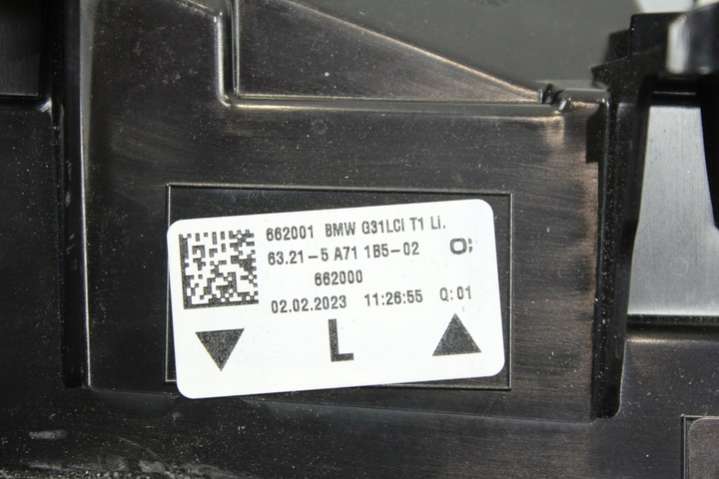 662001 BMW G31LCI T1 Li.
63.21-5 A71 1B5-02 O;
662000
02.02.2023 11:26:55 Q:01
L